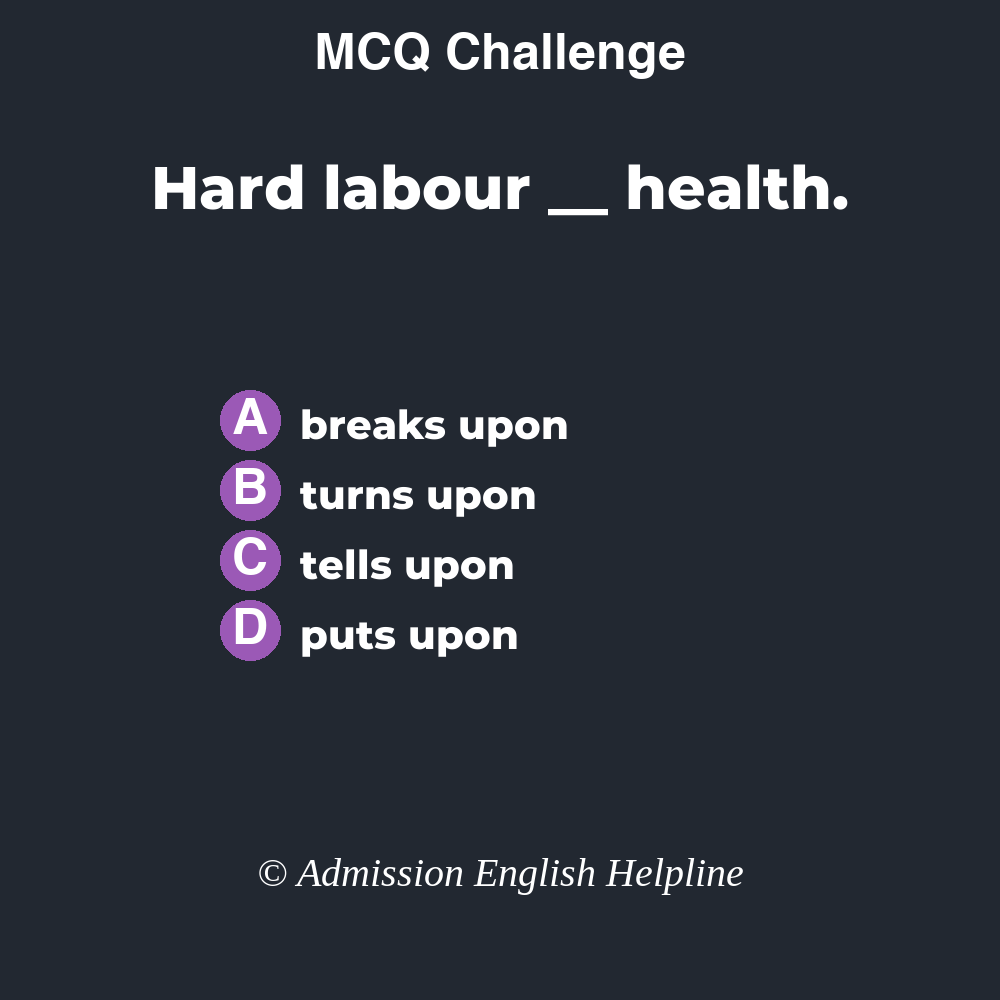 MCQ Challenge
Hard labour __ health.
A breaks upon
B turns upon
C tells upon
D puts upon
© Admission English Helpline